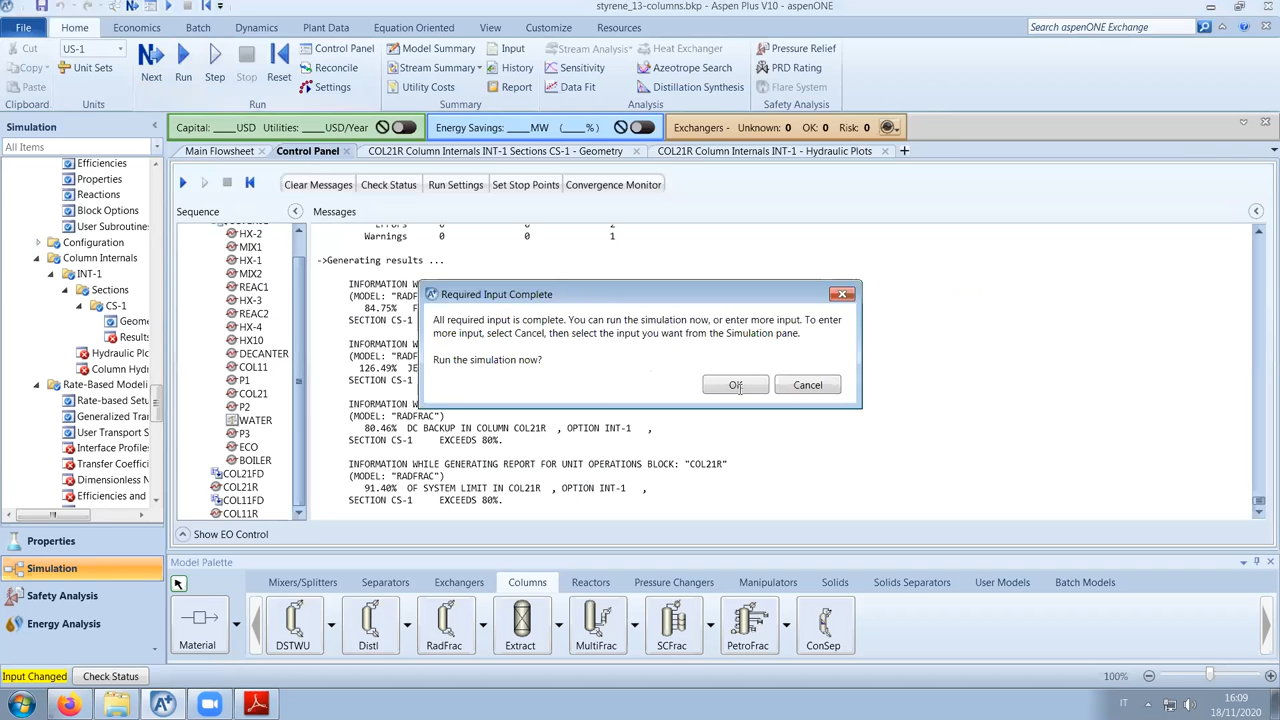 styrene_13-columns.bkp - Aspen Plus V10 - aspenONE
File Home Economics Batch Dynamics Plant Data Equation Oriented View Customize Resources Search aspenONE Exchange
Cut US-1 Control Panel Model Summary Input Stream Analysis Heat Exchanger Pressure Relief
Copy Unit Sets Next Run Step Stop Reset Reconcile Stream Summary History Sensitivity Azeotrope Search PRD Rating
Paste Settings Utility Costs Report Data Fit Distillation Synthesis Flare System
Clipboard Units Run Summary Analysis Safety Analysis
Simulation Capital: ____USD Utilities: ____USD/Year Energy Savings: ____MW (____%) Exchangers - Unknown: 0 OK: 0 Risk: 0
All Items Main Flowsheet Control Panel COL21R Column Internals INT-1 Sections CS-1 - Geometry COL21R Column Internals INT-1 - Hydraulic Plots
Efficiencies
Properties
Reactions
Block Options
User Subroutine
Configuration
Column Internals
INT-1
Sections
CS-1
Geome
Results
Hydraulic Plo
Column Hydr
Rate-Based Modeli
Rate-based Setu
Generalized Tra
User Transport S
Interface Profile
Transfer Coeffici
Dimensionless N
Efficiencies and
Properties
Simulation
Safety Analysis
Energy Analysis
Clear Messages Check Status Run Settings Set Stop Points Convergence Monitor
Sequence Messages
HX-2
MIX1
HX-1
MIX2
REAC1
HX-3
REAC2
HX-4
HX10
DECANTER
COL11
P1
COL21
P2
WATER
P3
ECO
BOILER
COL21FD
COL21R
COL11FD
COL11R
Warnings 0 0 1
->Generating results ...
INFORMATION W
(MODEL: "RADF
84.75% F
SECTION CS-1
INFORMATION W
(MODEL: "RADF
126.49% JE
SECTION CS-1
INFORMATION W
(MODEL: "RADFRAC")
80.46% DC BACKUP IN COLUMN COL21R , OPTION INT-1 ,
SECTION CS-1 EXCEEDS 80%.
INFORMATION WHILE GENERATING REPORT FOR UNIT OPERATIONS BLOCK: "COL21R"
(MODEL: "RADFRAC")
91.40% OF SYSTEM LIMIT IN COL21R , OPTION INT-1 ,
SECTION CS-1 EXCEEDS 80%.
Required Input Complete
All required input is complete. You can run the simulation now, or enter more input. To enter
more input, select Cancel, then select the input you want from the Simulation pane.
Run the simulation now?
OK Cancel
Show EO Control
Model Palette
Mixers/Splitters Separators Exchangers Columns Reactors Pressure Changers Manipulators Solids Solids Separators User Models Batch Models
Material DSTWU Distl RadFrac Extract MultiFrac SCFrac PetroFrac ConSep
Input Changed Check Status 100%
IT 16:09
18/11/2020